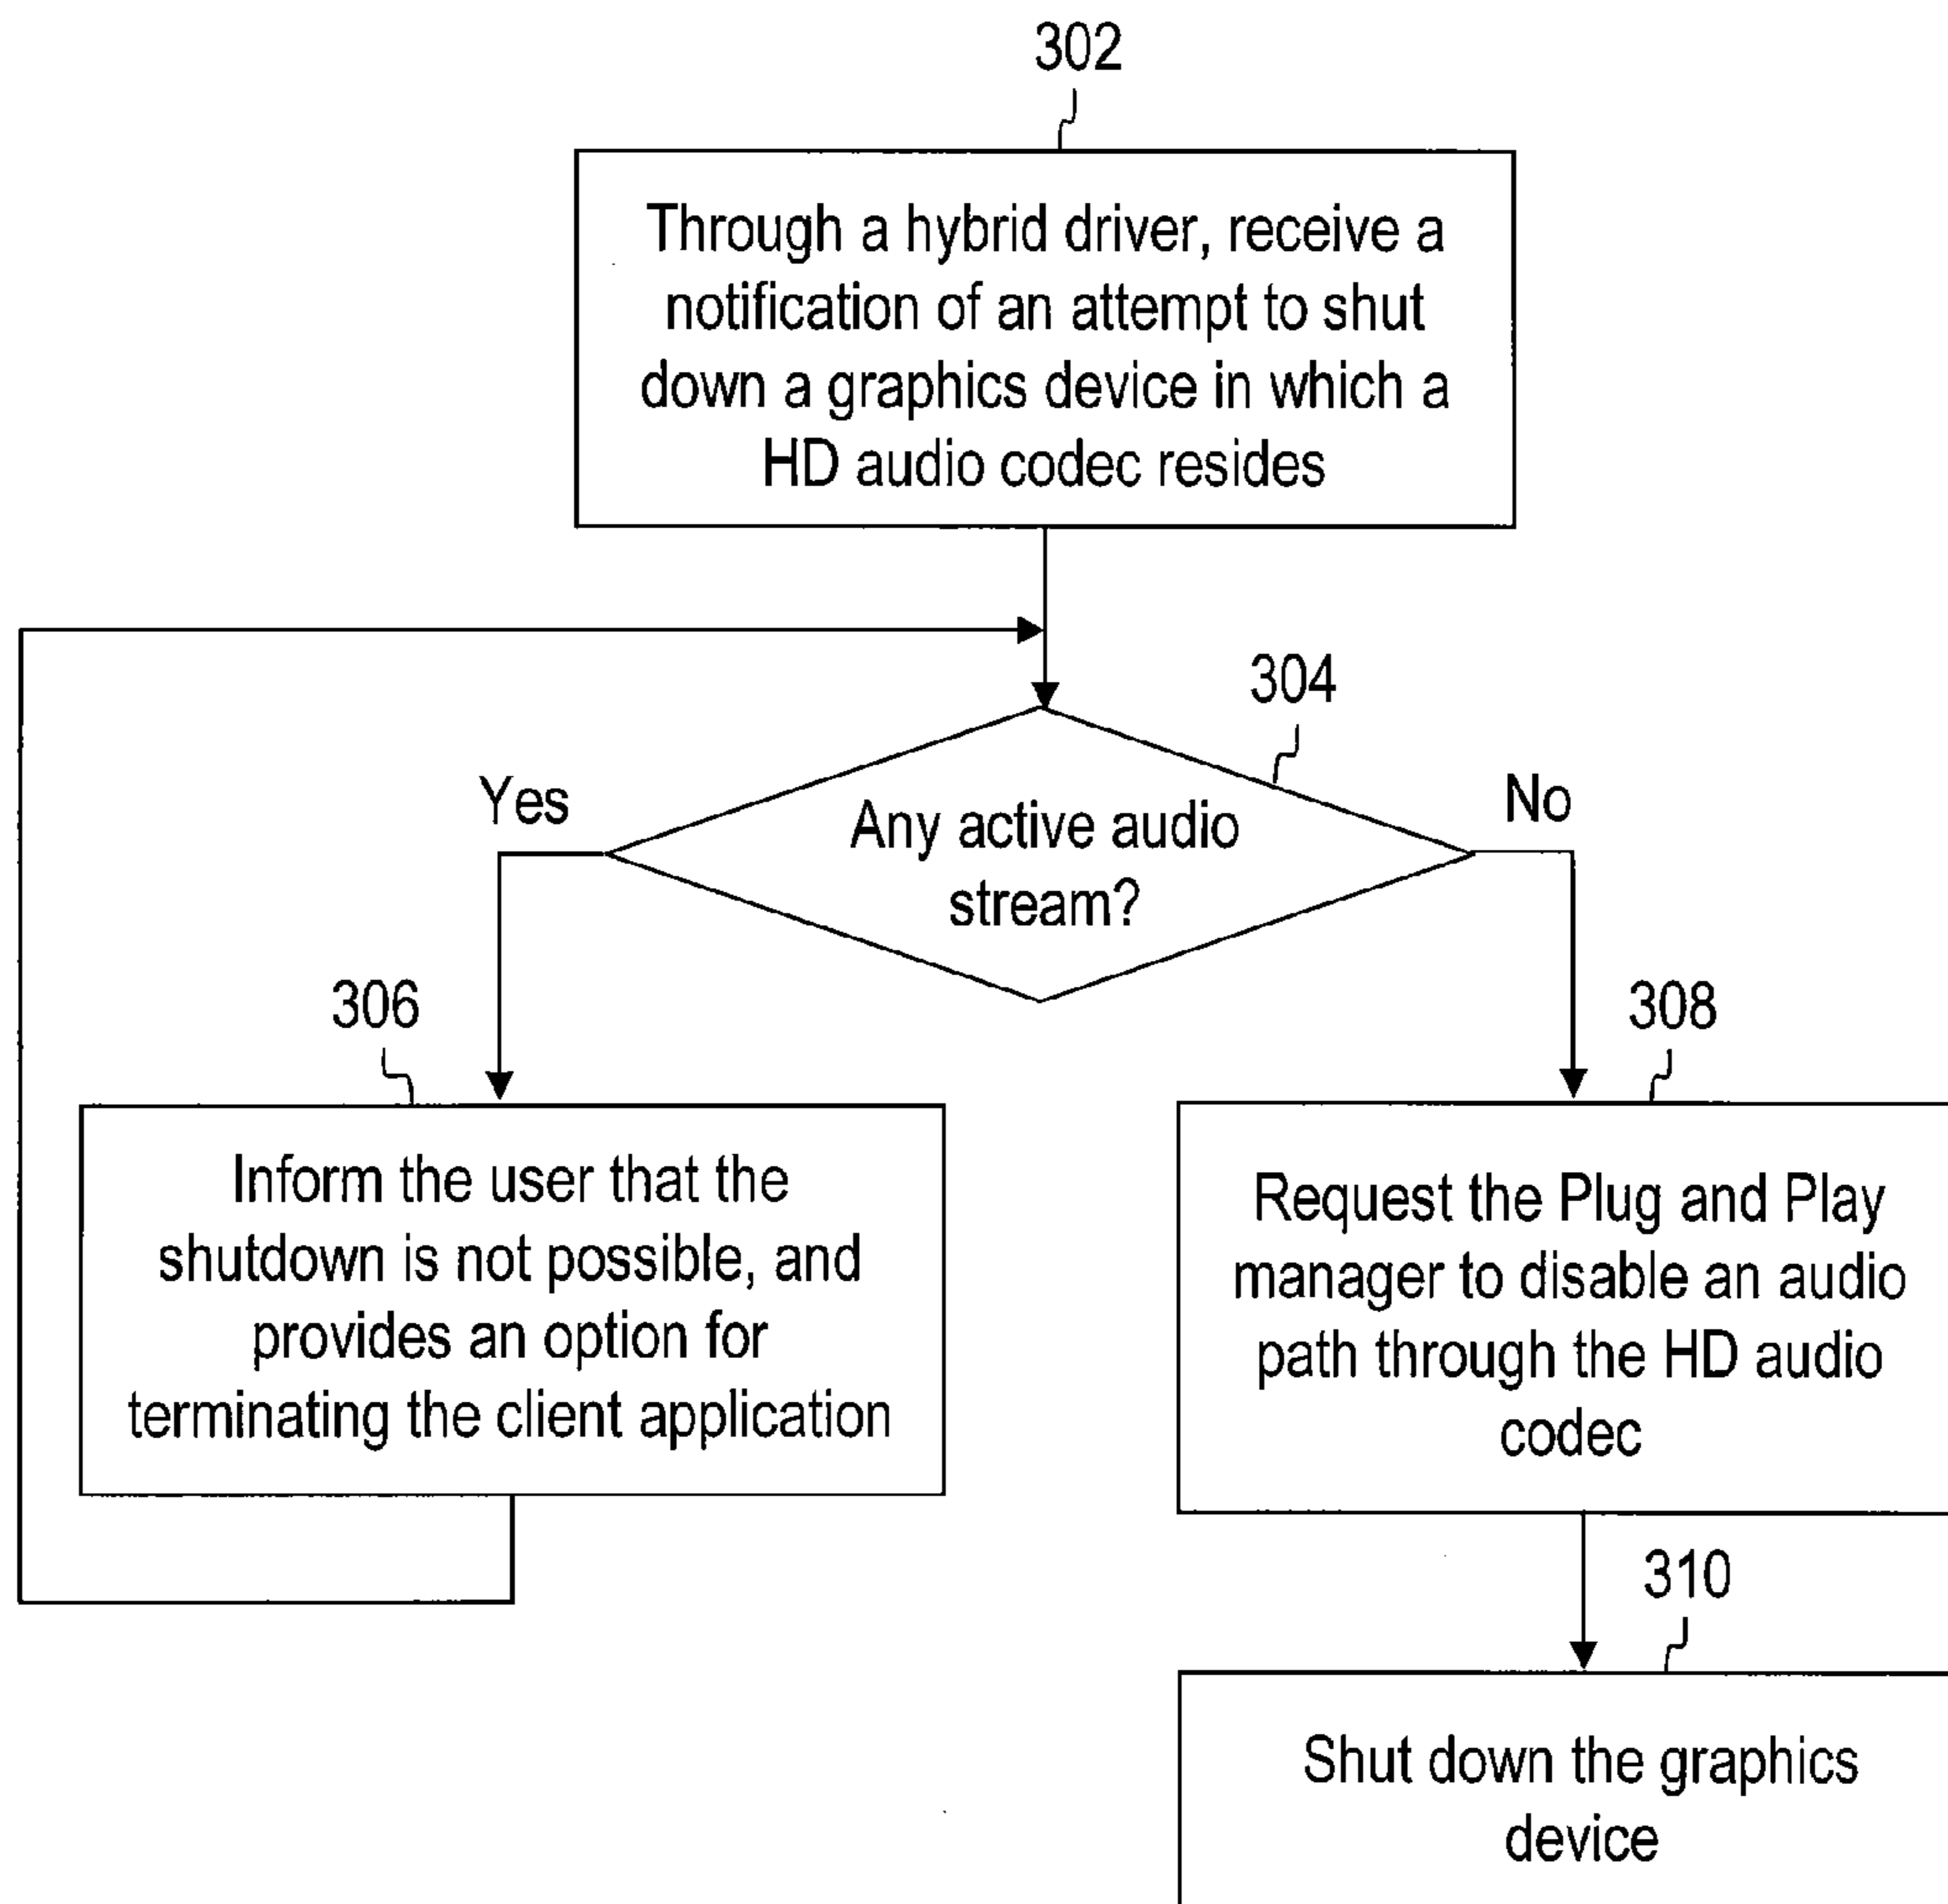 302
Through a hybrid driver, receive a
notification of an attempt to shut
down a graphics device in which a
HD audio codec resides
304
Yes
No
Any active audio
stream?
306
308
Inform the user that the
shutdown is not possible, and
provides an option for
terminating the client application
Request the Plug and Play
manager to disable an audio
path through the HD audio
codec
310
Shut down the graphics
device